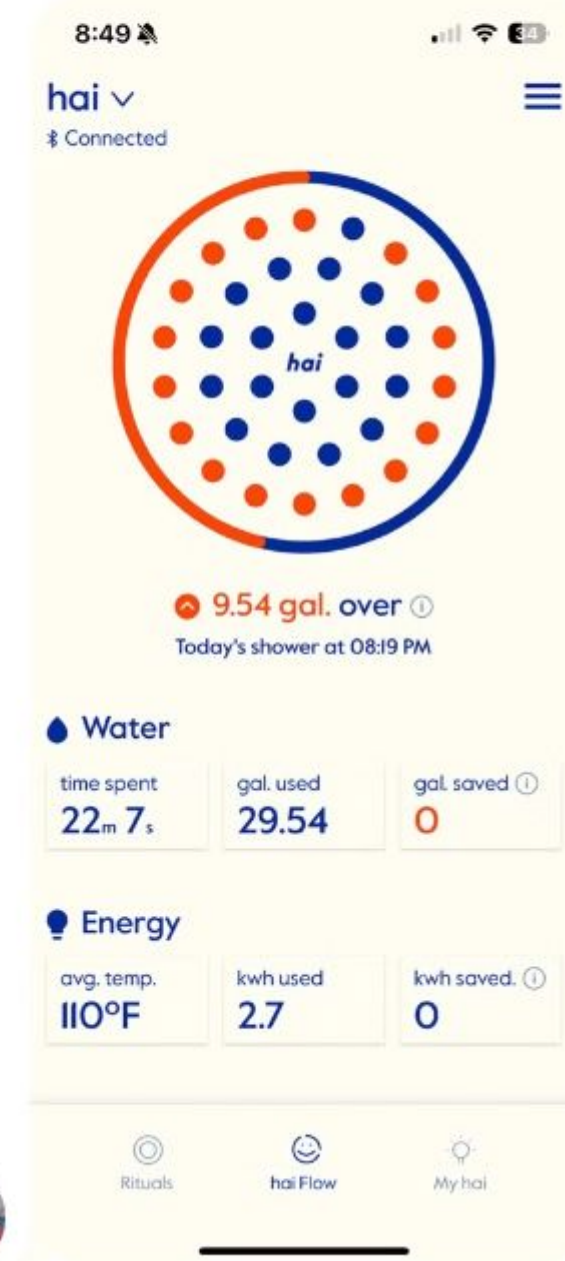 8:49
34
hai
Connected
hai
9.54 gal. over
Today's shower at 08:19 PM
Water
time spent
gal. used
gal. saved
22m 7s
29.54
0
Energy
avg. temp.
kwh used
kwh saved.
110°F
2.7
0
Rituals
hai Flow
My hai